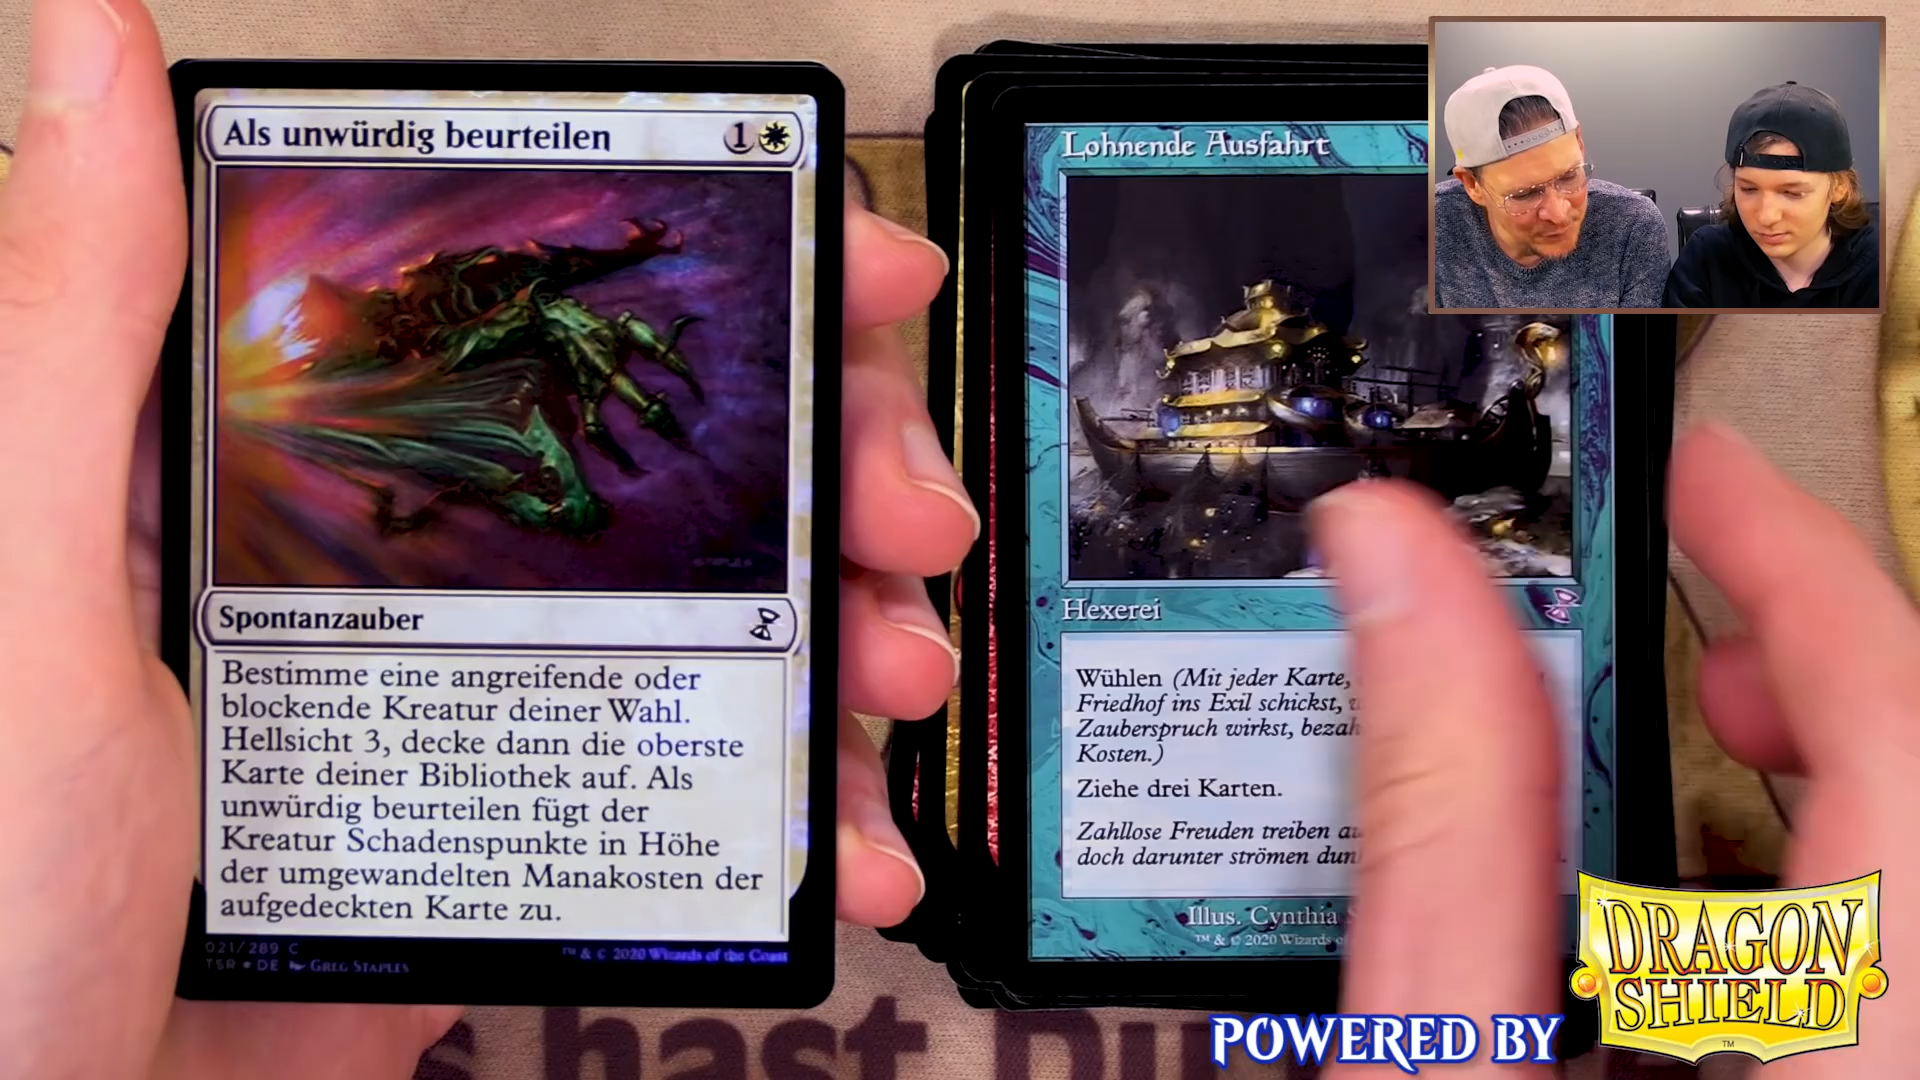 Als unwürdig beurteilen 1
Spontanzauber
Bestimme eine angreifende oder
blockende Kreatur deiner Wahl.
Hellsicht 3, decke dann die oberste
Karte deiner Bibliothek auf. Als
unwürdig beurteilen fügt der
Kreatur Schadenspunkte in Höhe
der umgewandelten Manakosten der
aufgedeckten Karte zu.
021/289 C
TSR ★ DE GREG STAPLES
™ & © 2020 Wizards of the Coast
Lohnende Ausfahrt
Hexerei
Wühlen (Mit jeder Karte,
Friedhof ins Exil schickst,
Zauberspruch wirkst,
Kosten.)
Ziehe drei Karten.
Zahllose Freuden treiben
doch darunter strömen
Illus. Cynthia
™ & © 2020 Wizards
hast
POWERED BY
DRAGON
SHIELD
TM